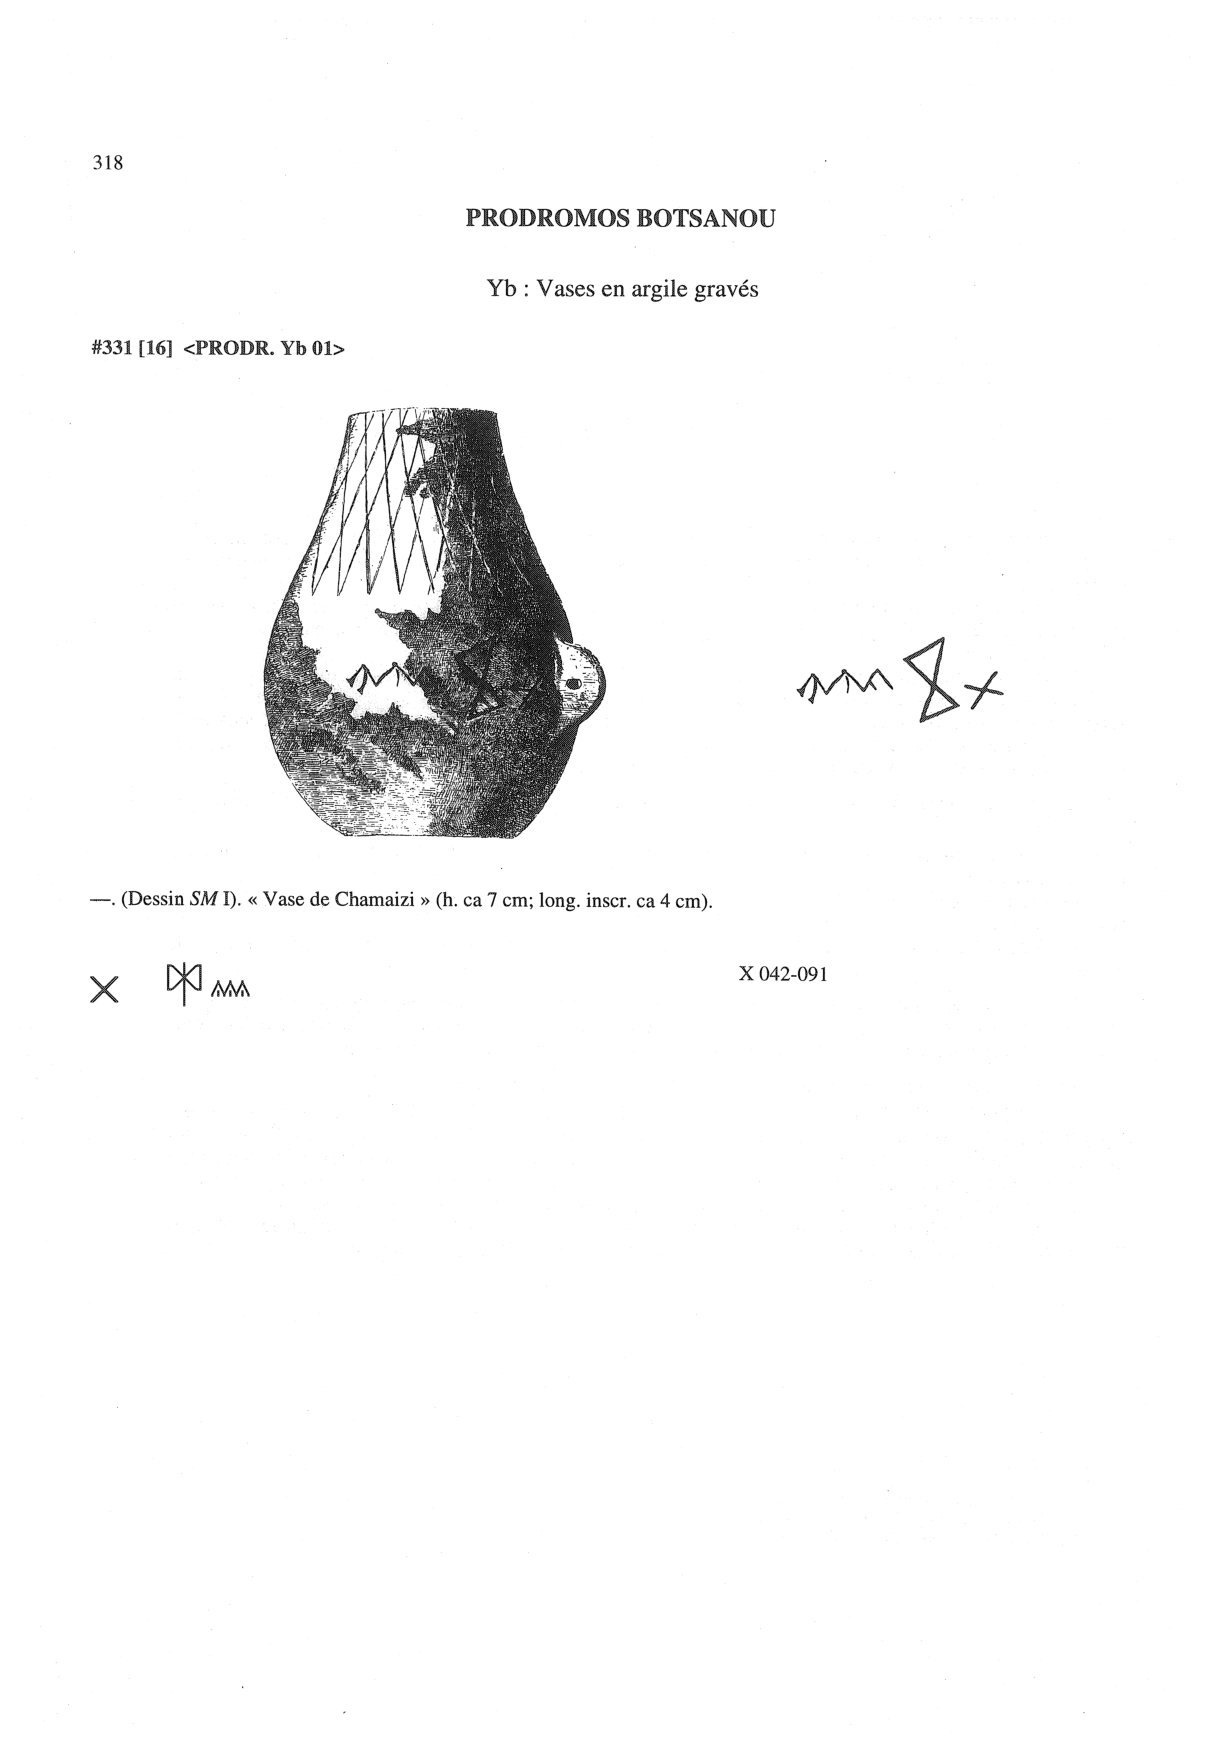 318
PRODROMOS BOTSANOU
Yb : Vases en argile gravés
#331 [16] <PRODR. Yb 01>
—. (Dessin SM I). « Vase de Chamaizi » (h. ca 7 cm; long. inscr. ca 4 cm).
X 042-091